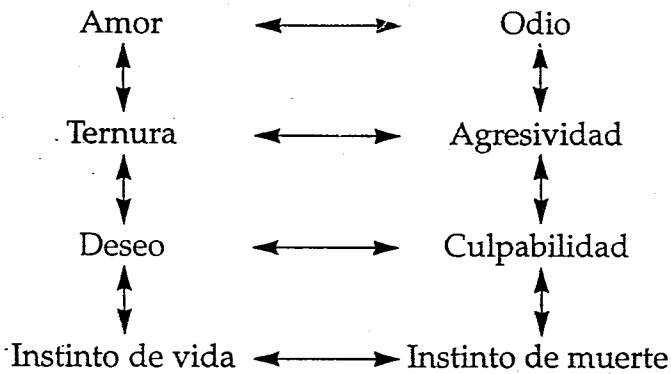 Amor Odio
Ternura Agresividad
Deseo Culpabilidad
Instinto de vida Instinto de muerte